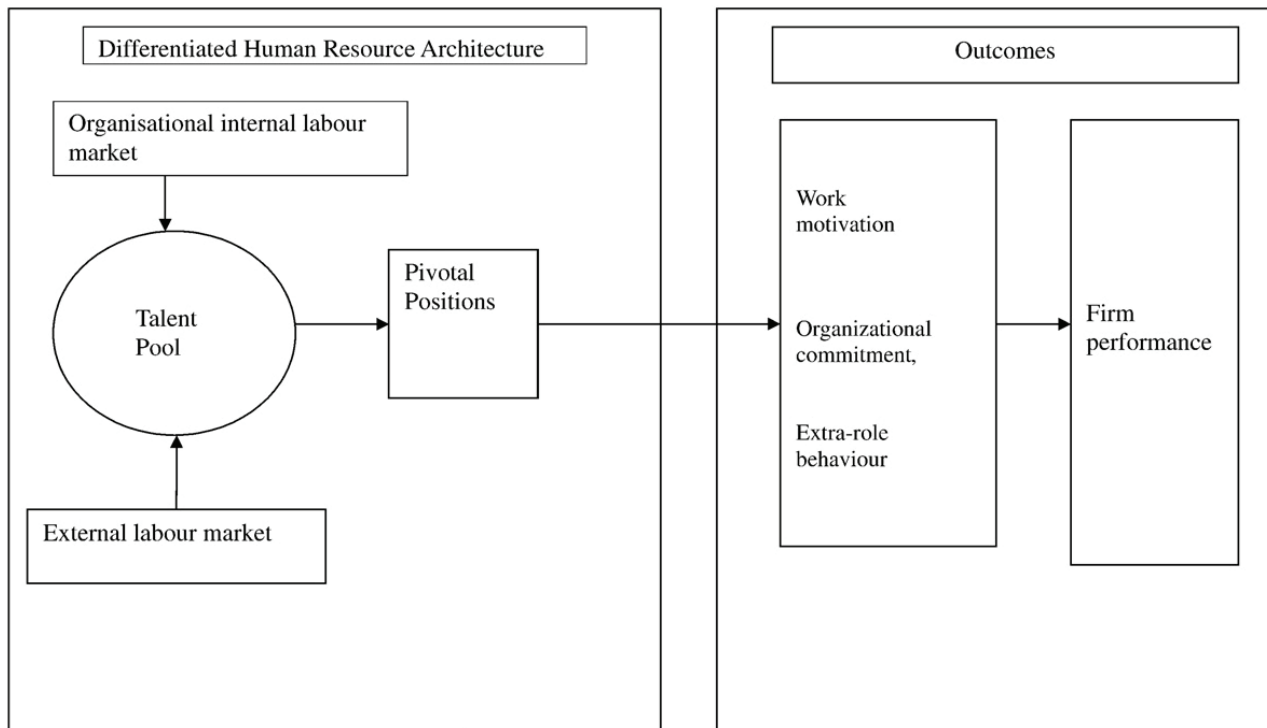 Differentiated Human Resource Architecture
Organisational internal labour
market
Talent
Pool
Pivotal
Positions
External labour market
Outcomes
Work
motivation
Organizational
commitment,
Extra-role
behaviour
Firm
performance